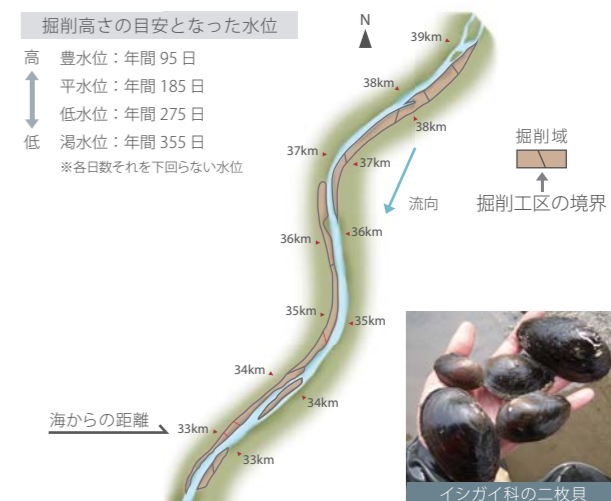 掘削高さの目安となった水位
高 豊水位：年間 95 日
平水位：年間 185 日
低水位：年間 275 日
低 渇水位：年間 355 日
※各日数それを下回らない水位
N
39km
38km
38km
掘削域
37km
37km
流向
掘削工区の境界
36km
36km
35km
35km
34km
34km
海からの距離
33km
33km
イシガイ科の二枚貝